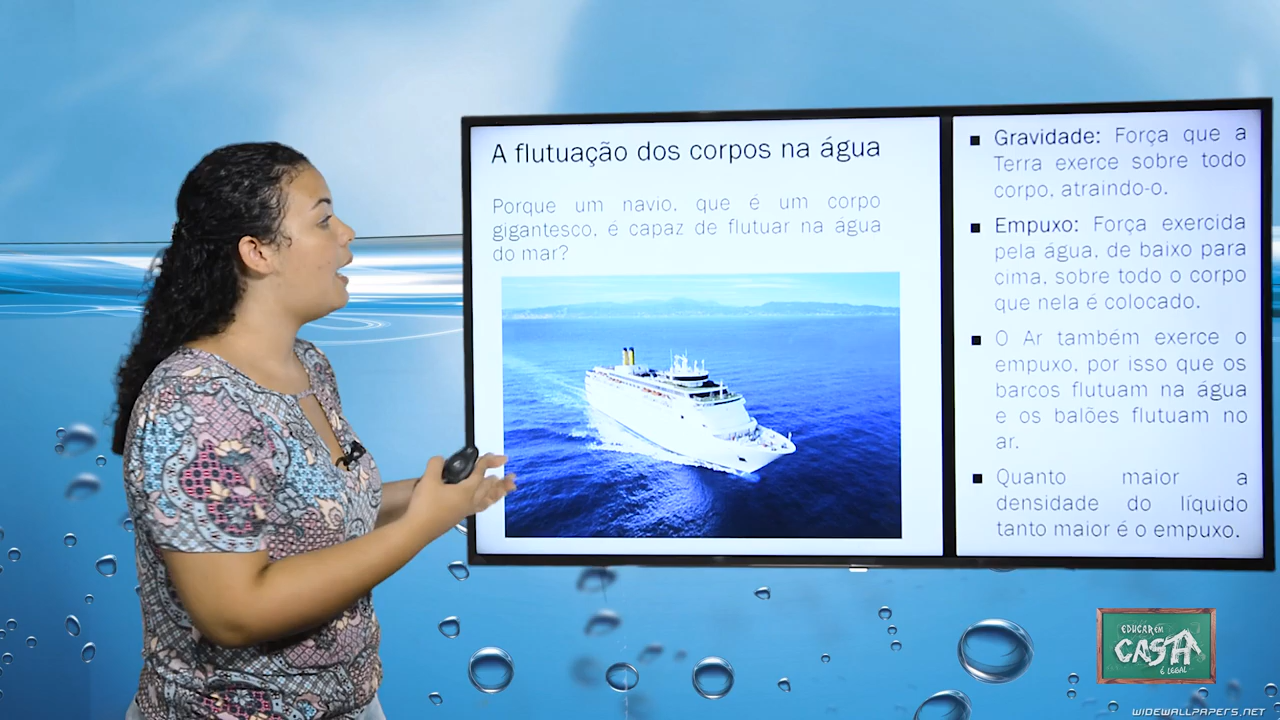 A flutuação dos corpos na água
Porque um navio, que é um corpo
gigantesco, é capaz de flutuar na água
do mar?
Gravidade: Força que a
Terra exerce sobre todo
corpo, atraindo-o.
Empuxo: Força exercida
pela água, de baixo para
cima, sobre todo o corpo
que nela é colocado.
O Ar também exerce o
empuxo, por isso que os
barcos flutuam na água
e os balões flutuam no
ar.
Quanto maior a
densidade do líquido
tanto maior é o empuxo.
EDUCAR EM
CASA
É LEGAL
WIDEWALLPAPERS.NET